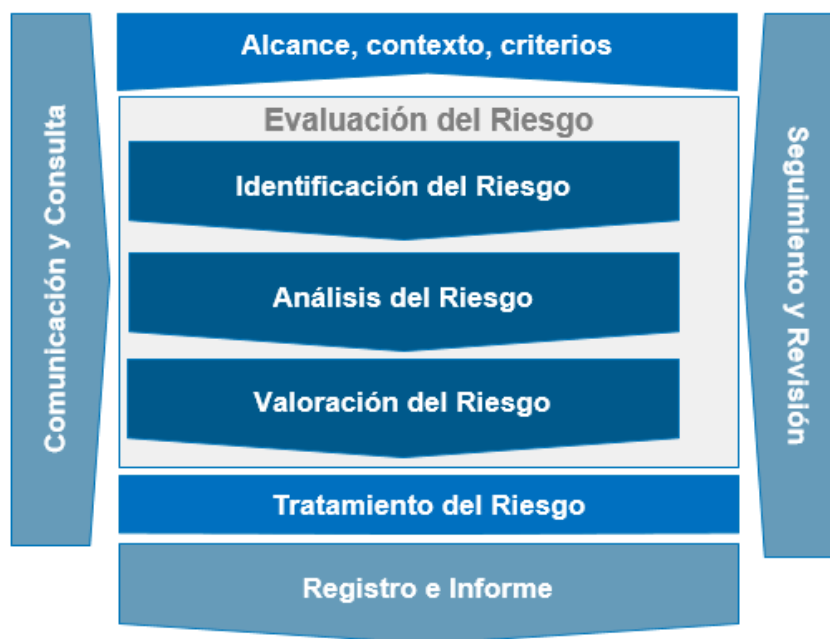 Alcance, contexto, criterios
Comunicación y Consulta
Evaluación del Riesgo
Identificación del Riesgo
Análisis del Riesgo
Valoración del Riesgo
Seguimiento y Revisión
Tratamiento del Riesgo
Registro e Informe